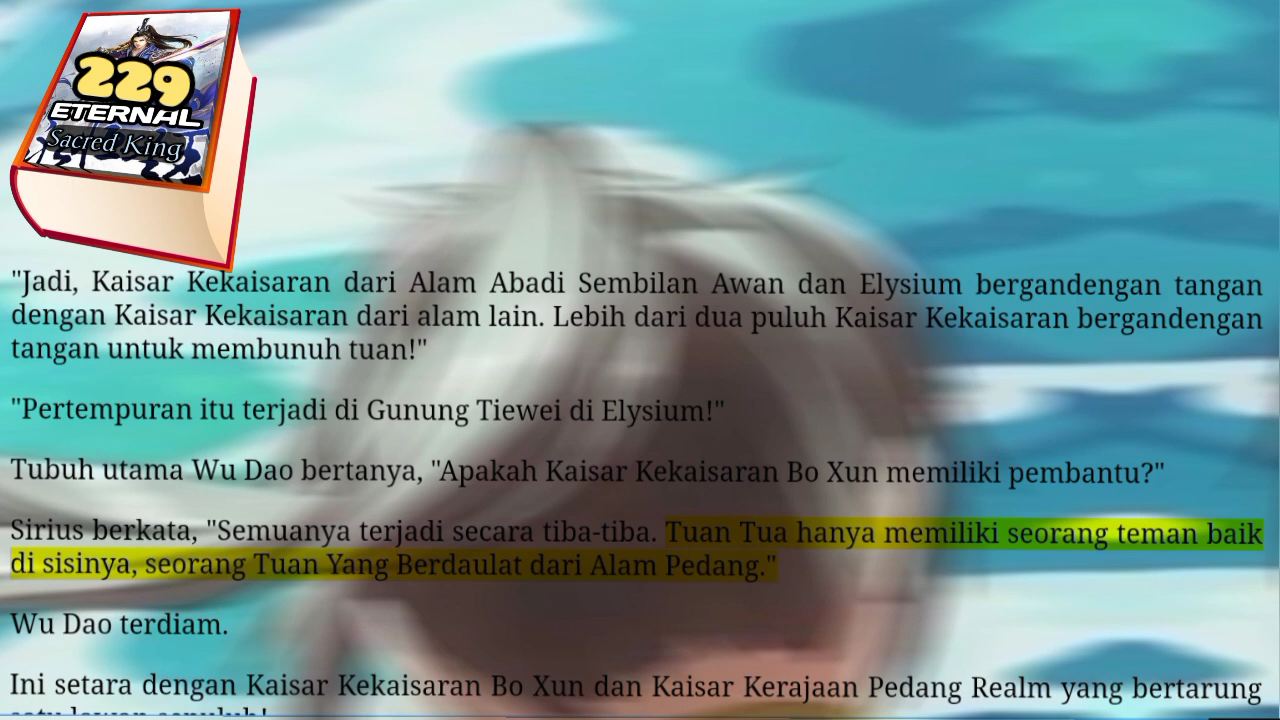 229
ETERNAL
Sacred King
"Jadi, Kaisar Kekaisaran dari Alam Abadi Sembilan Awan dan Elysium bergandengan tangan
dengan Kaisar Kekaisaran dari alam lain. Lebih dari dua puluh Kaisar Kekaisaran bergandengan
tangan untuk membunuh tuan!"
"Pertempuran itu terjadi di Gunung Tiewei di Elysium!"
Tubuh utama Wu Dao bertanya, "Apakah Kaisar Kekaisaran Bo Xun memiliki pembantu?"
Sirius berkata, "Semuanya terjadi secara tiba-tiba. Tuan Tua hanya memiliki seorang teman baik
di sisinya, seorang Tuan Yang Berdaulat dari Alam Pedang."
Wu Dao terdiam.
Ini setara dengan Kaisar Kekaisaran Bo Xun dan Kaisar Kerajaan Pedang Realm yang bertarung